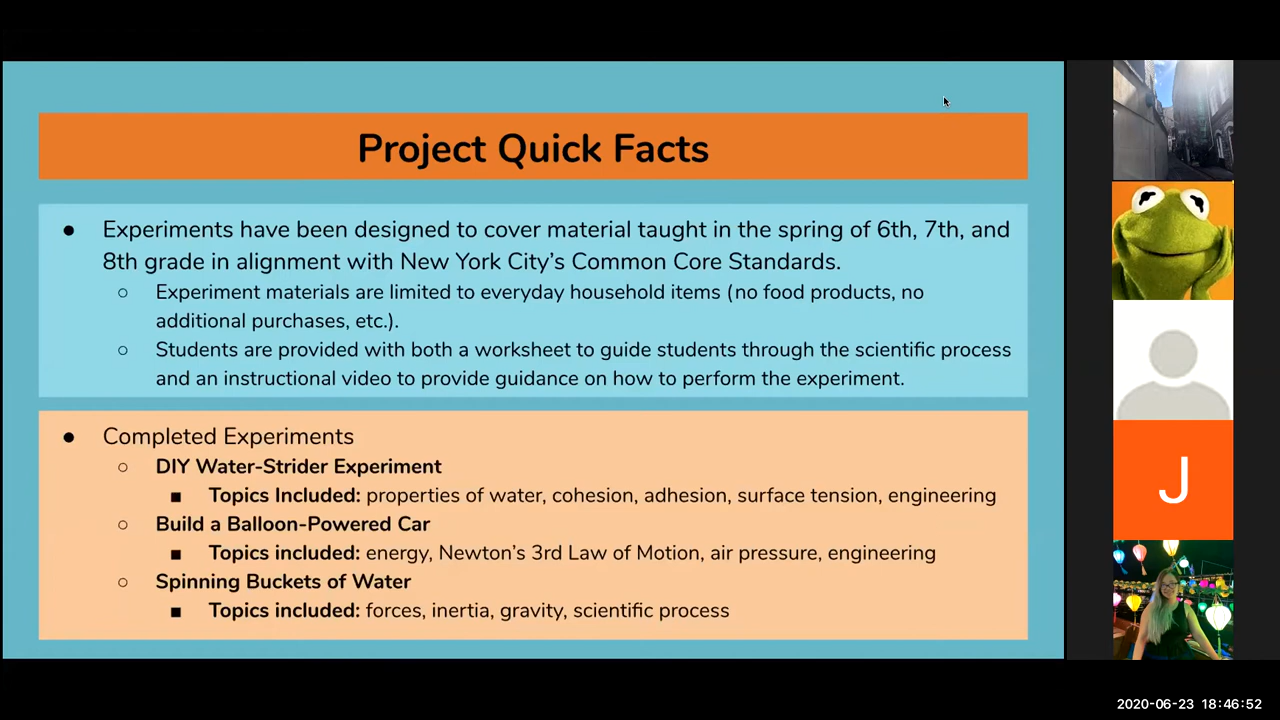 Project Quick Facts
● Experiments have been designed to cover material taught in the spring of 6th, 7th, and
8th grade in alignment with New York City’s Common Core Standards.
○ Experiment materials are limited to everyday household items (no food products, no
additional purchases, etc.).
○ Students are provided with both a worksheet to guide students through the scientific process
and an instructional video to provide guidance on how to perform the experiment.
● Completed Experiments
○ DIY Water-Strider Experiment
■ Topics Included: properties of water, cohesion, adhesion, surface tension, engineering
○ Build a Balloon-Powered Car
■ Topics included: energy, Newton’s 3rd Law of Motion, air pressure, engineering
○ Spinning Buckets of Water
■ Topics included: forces, inertia, gravity, scientific process
J
2020-06-23 18:46:52